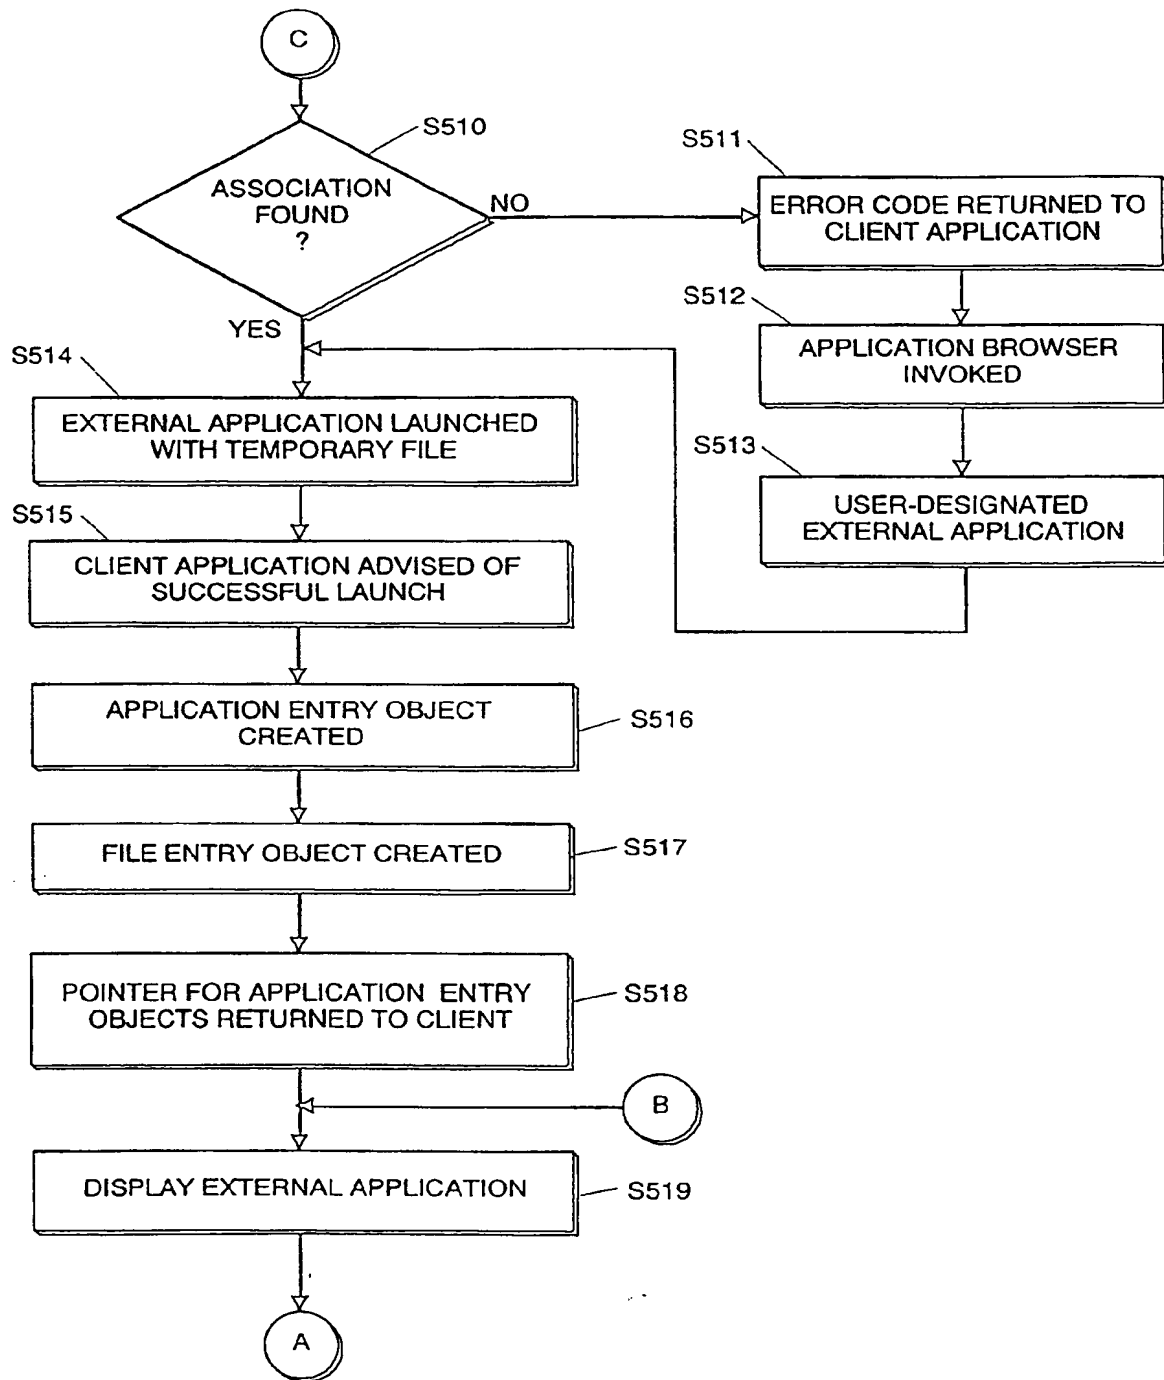 C
S510
ASSOCIATION
FOUND
?
NO
YES
S511
ERROR CODE RETURNED TO
CLIENT APPLICATION
S512
APPLICATION BROWSER
INVOKED
S513
USER-DESIGNATED
EXTERNAL APPLICATION
S514
EXTERNAL APPLICATION LAUNCHED
WITH TEMPORARY FILE
S515
CLIENT APPLICATION ADVISED OF
SUCCESSFUL LAUNCH
APPLICATION ENTRY OBJECT
CREATED
S516
FILE ENTRY OBJECT CREATED
S517
POINTER FOR APPLICATION ENTRY
OBJECTS RETURNED TO CLIENT
S518
B
DISPLAY EXTERNAL APPLICATION
S519
A